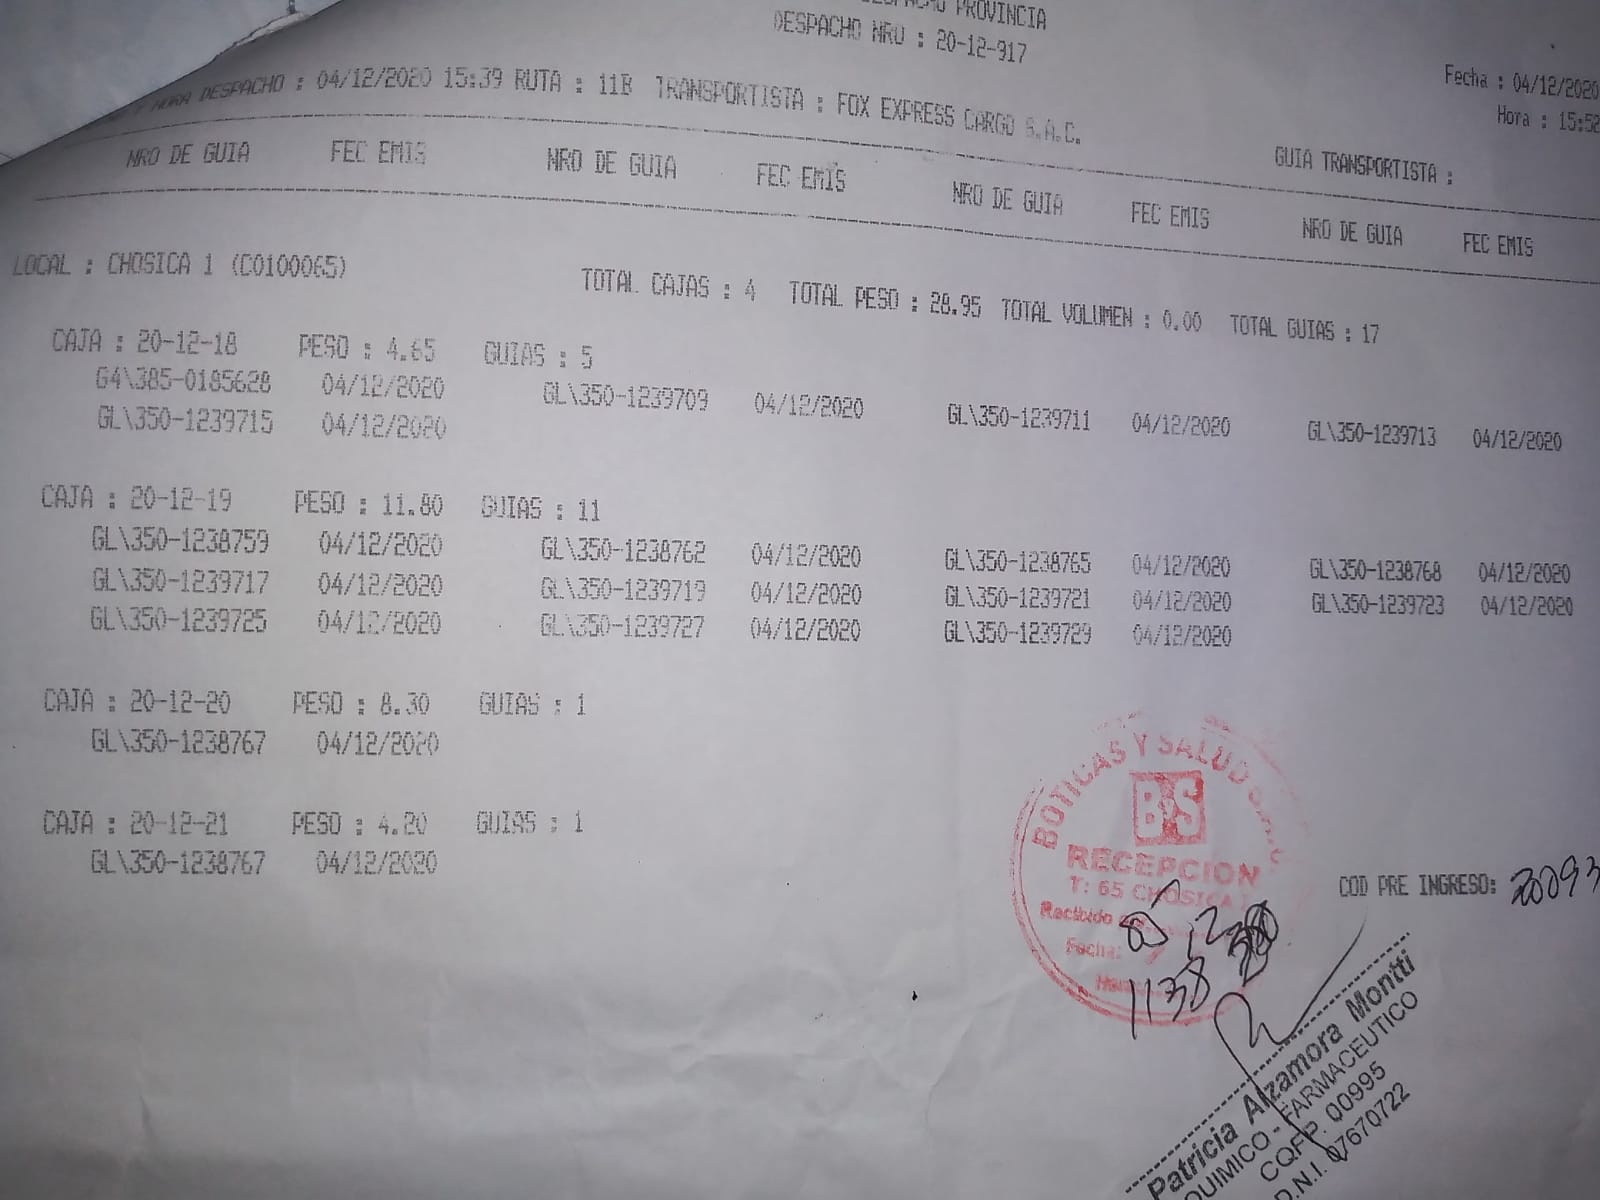 DESPACHO PROVINCIA
DESPACHO NRO : 20-12-917
Fecha : 04/12/2020
Hora : 15:52
HORA DESPACHO : 04/12/2020 15:39 RUTA : 11B TRANSPORTISTA : FOX EXPRESS CARGO S.A.C.
GUIA TRANSPORTISTA :
NRO DE GUIA FEC EMIS NRO DE GUIA FEC EMIS NRO DE GUIA FEC EMIS NRO DE GUIA FEC EMIS
LOCAL : CHOSICA 1 (C0100065) TOTAL CAJAS : 4 TOTAL PESO : 28.95 TOTAL VOLUMEN : 0.00 TOTAL GUIAS : 17
CAJA : 20-12-18 PESO : 4.65 GUIAS : 5
G4\385-0185628 04/12/2020 GL\350-1239709 04/12/2020 GL\350-1239711 04/12/2020 GL\350-1239713 04/12/2020
GL\350-1239715 04/12/2020
CAJA : 20-12-19 PESO : 11.80 GUIAS : 11
GL\350-1238759 04/12/2020 GL\350-1238762 04/12/2020 GL\350-1238765 04/12/2020 GL\350-1238768 04/12/2020
GL\350-1239717 04/12/2020 GL\350-1239719 04/12/2020 GL\350-1239721 04/12/2020 GL\350-1239723 04/12/2020
GL\350-1239725 04/12/2020 GL\350-1239727 04/12/2020 GL\350-1239729 04/12/2020
CAJA : 20-12-20 PESO : 8.30 GUIAS : 1
GL\350-1238767 04/12/2020
CAJA : 20-12-21 PESO : 4.20 GUIAS : 1
GL\350-1238767 04/12/2020
BOTICAS Y SALUD
BS
RECEPCION
T: 65 CHOSICA
Recibido
Fecha:
COD PRE INGRESO:
Patricia Alzamora Montti
QUIMICO - FARMACEUTICO
CQFP. 00995
D.N.I. 07670722